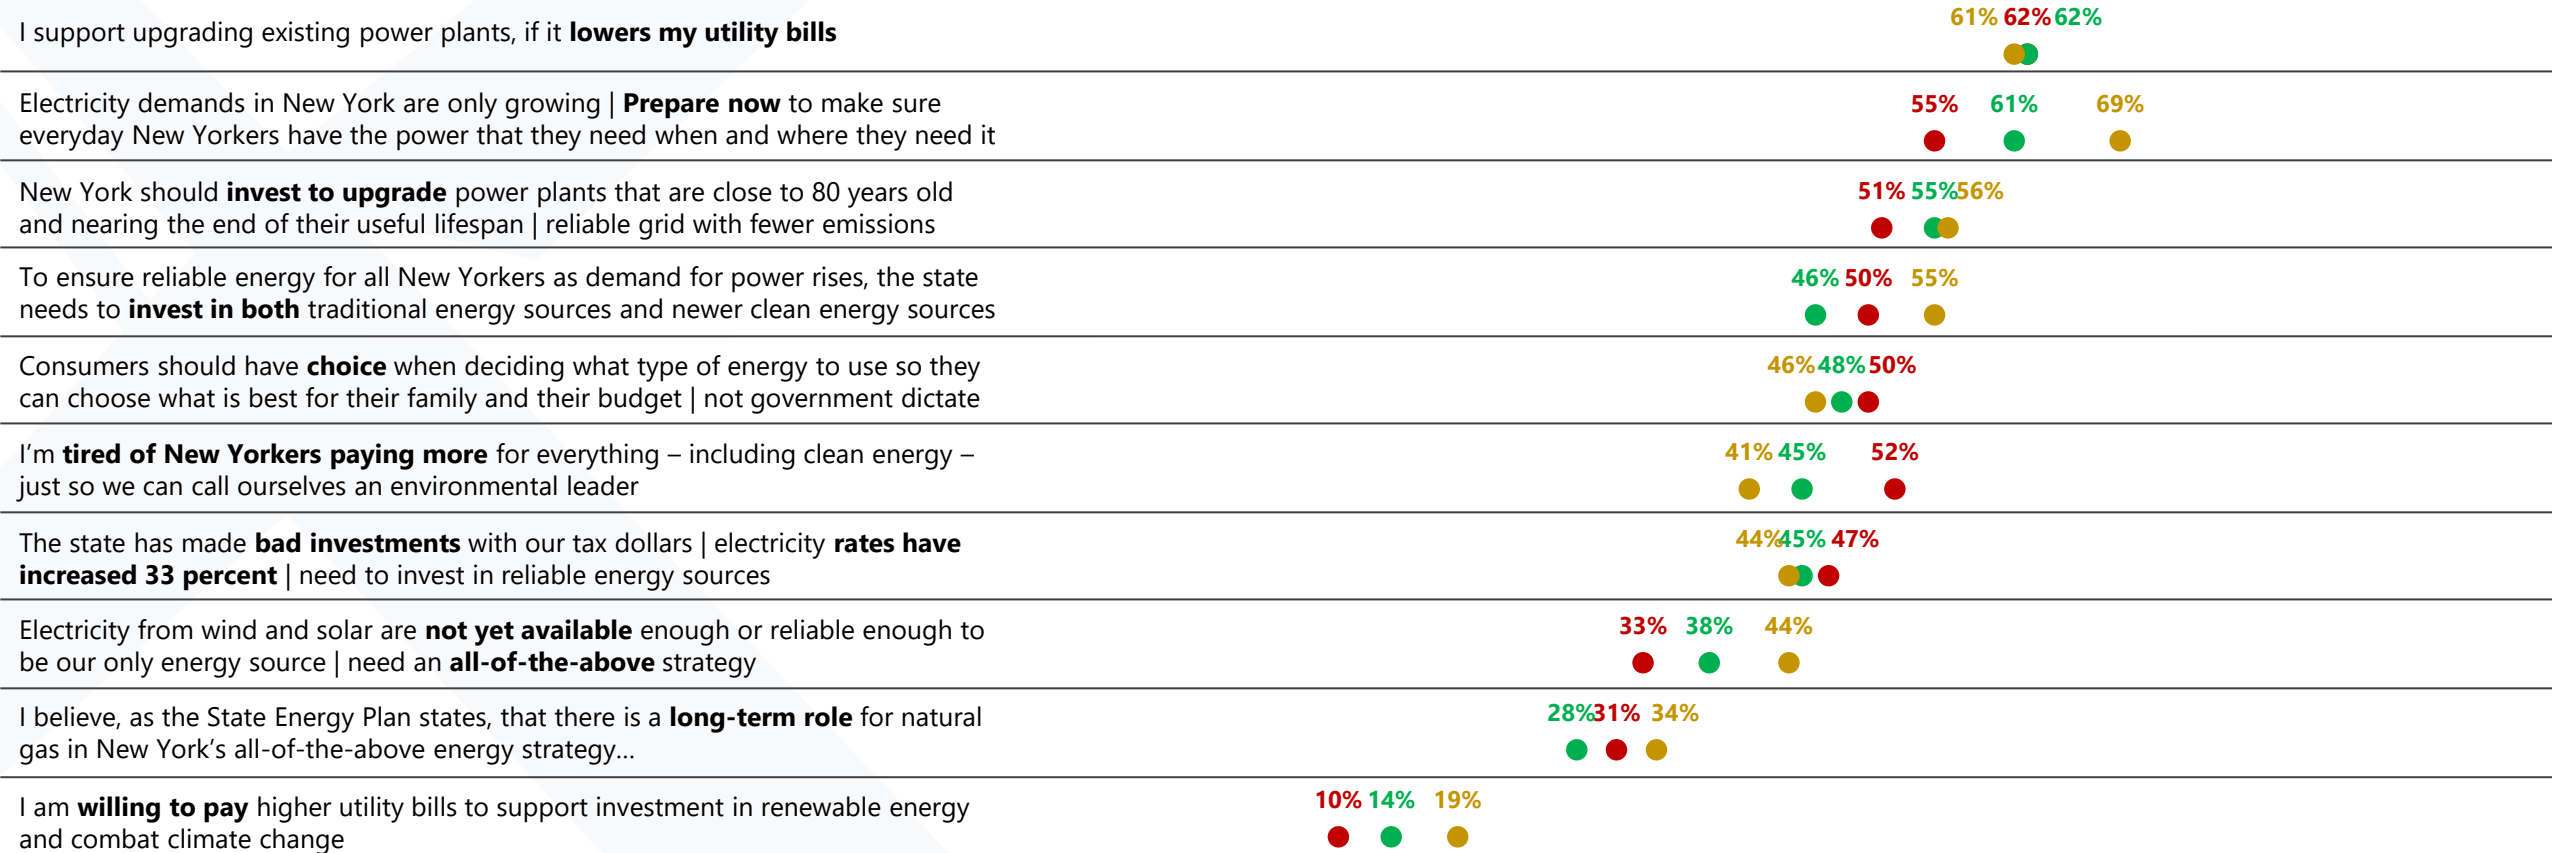 I support upgrading existing power plants, if it lowers my utility bills
61% 62% 62%
Electricity demands in New York are only growing | Prepare now to make sure
everyday New Yorkers have the power that they need when and where they need it
55% 61% 69%
New York should invest to upgrade power plants that are close to 80 years old
and nearing the end of their useful lifespan | reliable grid with fewer emissions
51% 55% 56%
To ensure reliable energy for all New Yorkers as demand for power rises, the state
needs to invest in both traditional energy sources and newer clean energy sources
46% 50% 55%
Consumers should have choice when deciding what type of energy to use so they
can choose what is best for their family and their budget | not government dictate
46% 48% 50%
I’m tired of New Yorkers paying more for everything – including clean energy –
just so we can call ourselves an environmental leader
41% 45% 52%
The state has made bad investments with our tax dollars | electricity rates have
increased 33 percent | need to invest in reliable energy sources
44% 45% 47%
Electricity from wind and solar are not yet available enough or reliable enough to
be our only energy source | need an all-of-the-above strategy
33% 38% 44%
I believe, as the State Energy Plan states, that there is a long-term role for natural
gas in New York’s all-of-the-above energy strategy...
28% 31% 34%
I am willing to pay higher utility bills to support investment in renewable energy
and combat climate change
10% 14% 19%